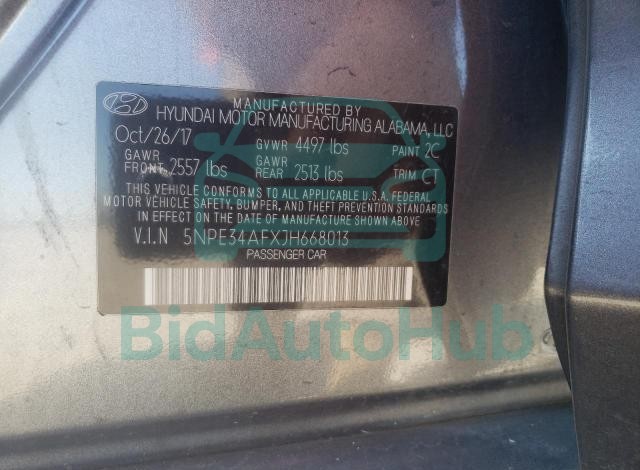 MANUFACTURED BY
HYUNDAI MOTOR MANUFACTURING ALABAMA, LLC
Oct/26/17 GVWR 4497 lbs PAINT 2C
GAWR FRONT 2557 lbs GAWR REAR 2513 lbs TRIM CT
THIS VEHICLE CONFORMS TO ALL APPLICABLE U.S.A. FEDERAL
MOTOR VEHICLE SAFETY, BUMPER, AND THEFT PREVENTION STANDARDS
IN EFFECT ON THE DATE OF MANUFACTURE SHOWN ABOVE.
V.I.N 5NPE34AFXJH668013
PASSENGER CAR
BidAutoHub